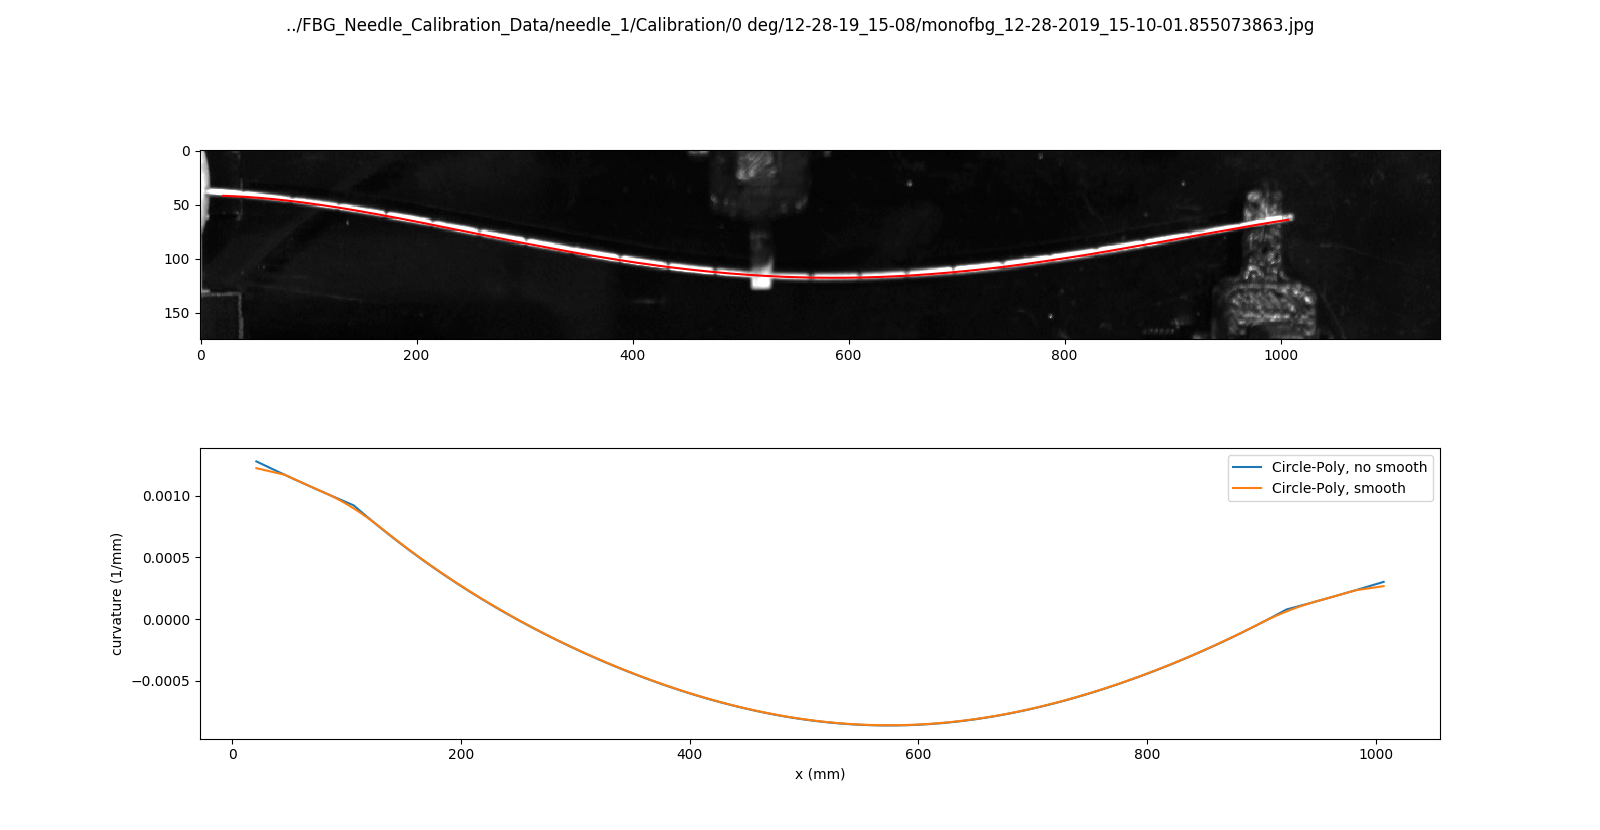 ../FBG_Needle_Calibration_Data/needle_1/Calibration/0 deg/12-28-19_15-08/monofbg_12-28-2019_15-10-01.855073863.jpg
0
50
100
150
0 200 400 600 800 1000
Circle-Poly, no smooth
Circle-Poly, smooth
curvature (1/mm)
0.0010
0.0005
0.0000
−0.0005
0 200 400 600 800 1000
x (mm)